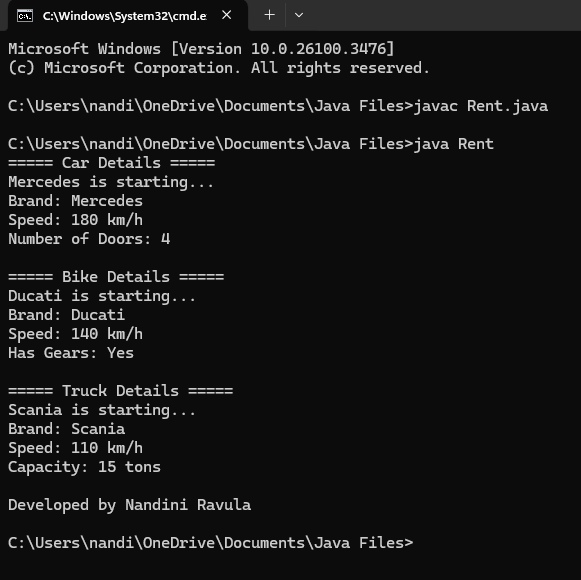 C:\Windows\System32\cmd.e
Microsoft Windows [Version 10.0.26100.3476]
(c) Microsoft Corporation. All rights reserved.
C:\Users\nandi\OneDrive\Documents\Java Files>javac Rent.java
C:\Users\nandi\OneDrive\Documents\Java Files>java Rent
===== Car Details =====
Mercedes is starting...
Brand: Mercedes
Speed: 180 km/h
Number of Doors: 4
===== Bike Details =====
Ducati is starting...
Brand: Ducati
Speed: 140 km/h
Has Gears: Yes
===== Truck Details =====
Scania is starting...
Brand: Scania
Speed: 110 km/h
Capacity: 15 tons
Developed by Nandini Ravula
C:\Users\nandi\OneDrive\Documents\Java Files>